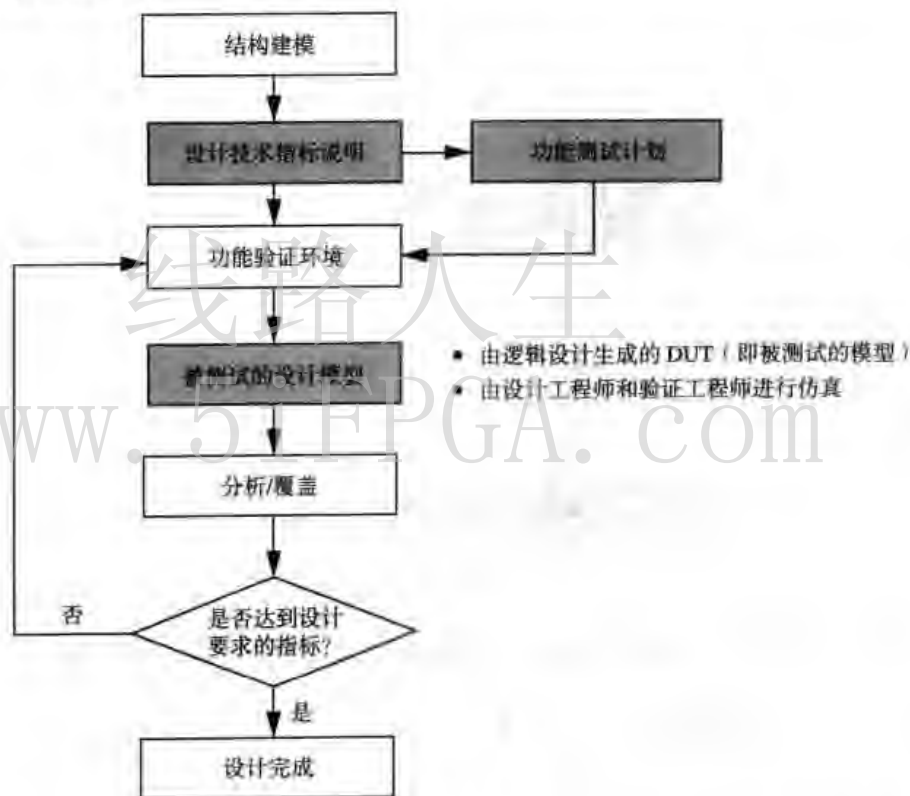 结构建模
设计技术指标说明
功能测试计划
功能验证环境
线路人生
被测试的设计模型
• 由逻辑设计生成的 DUT（即被测试的模型）
• 由设计工程师和验证工程师进行仿真
www.51FPGA.com
分析/覆盖
否
是否达到设计
要求的指标?
是
设计完成